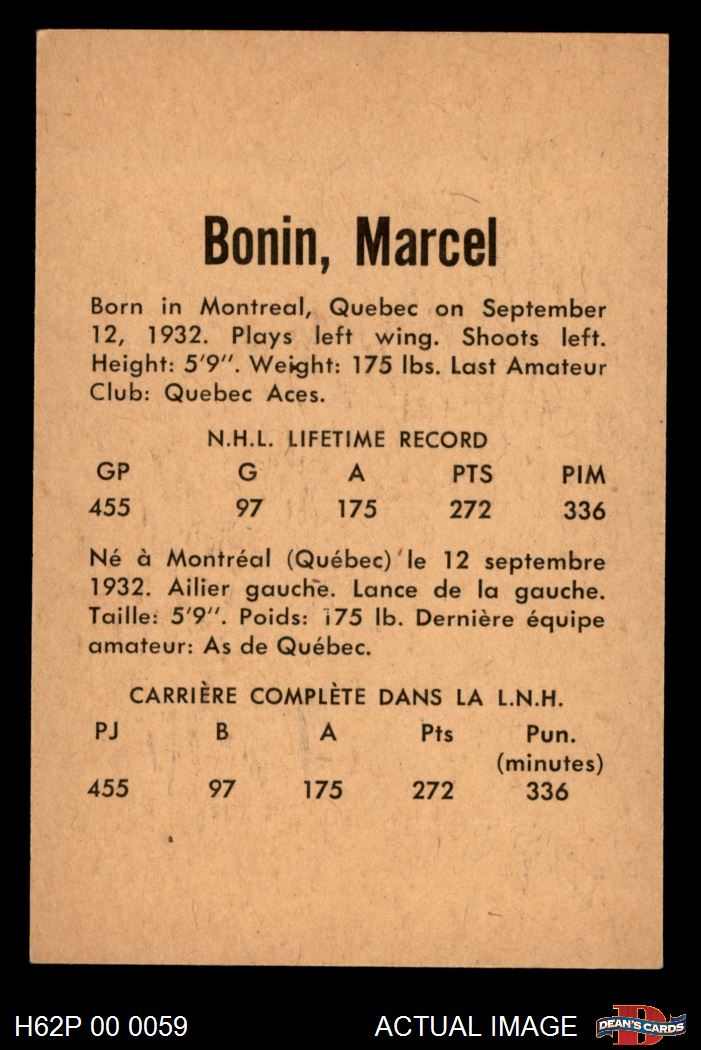 Bonin, Marcel
Born in Montreal, Quebec on September
12, 1932. Plays left wing. Shoots left.
Height: 5'9". Weight: 175 lbs. Last Amateur
Club: Quebec Aces.
N.H.L. LIFETIME RECORD
GP G A PTS PIM
455 97 175 272 336
Né à Montréal (Québec) le 12 septembre
1932. Ailier gauche. Lance de la gauche.
Taille: 5'9". Poids: 175 lb. Dernière équipe
amateur: As de Québec.
CARRIÈRE COMPLÈTE DANS LA L.N.H.
PJ B A Pts Pun.
(minutes)
455 97 175 272 336
H62P 00 0059 ACTUAL IMAGE D DEAN'S CARDS